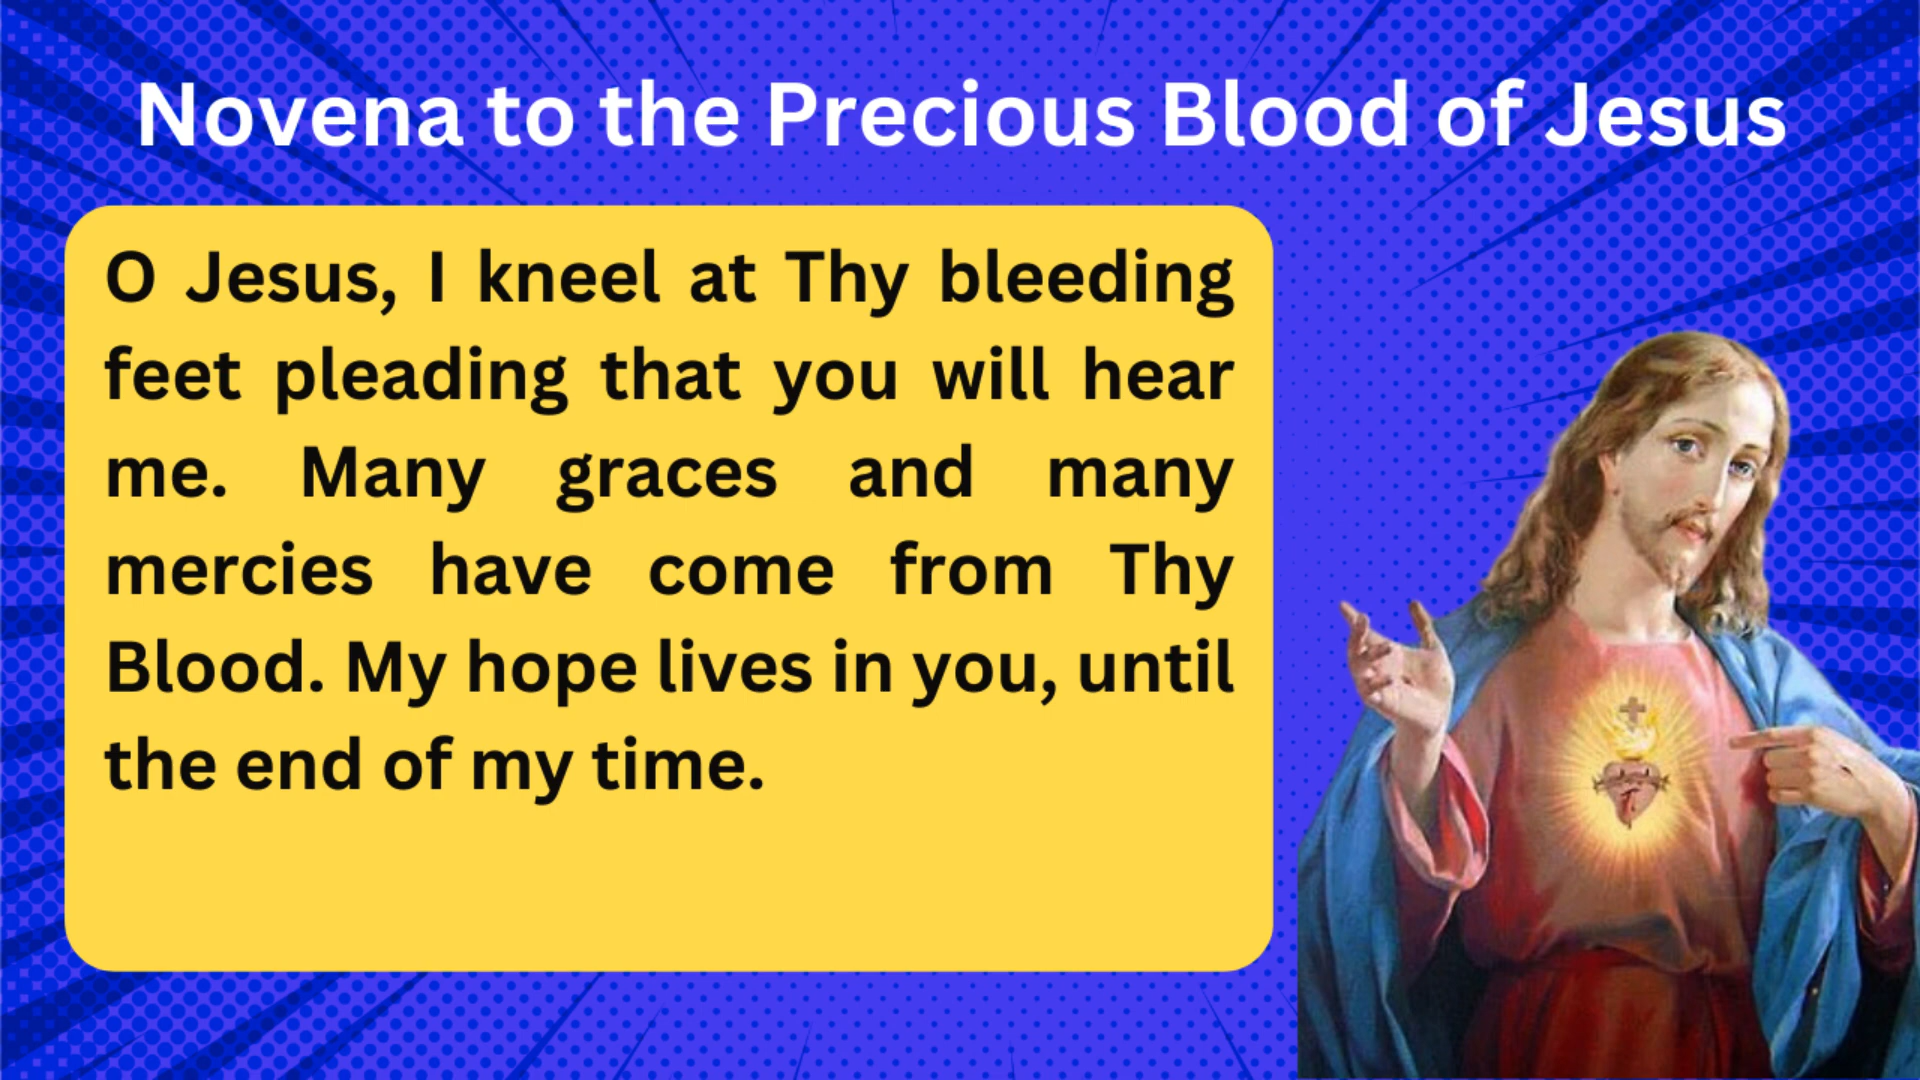 Novena to the Precious Blood of Jesus
O Jesus, I kneel at Thy bleeding
feet pleading that you will hear
me. Many graces and many
mercies have come from Thy
Blood. My hope lives in you, until
the end of my time.